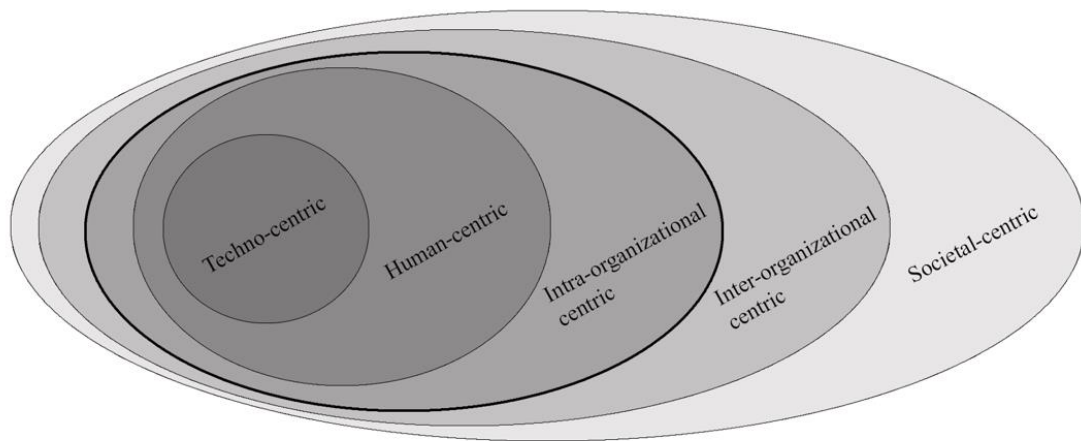 Techno-centric
Human-centric
Intra-organizational
centric
Inter-organizational
centric
Societal-centric